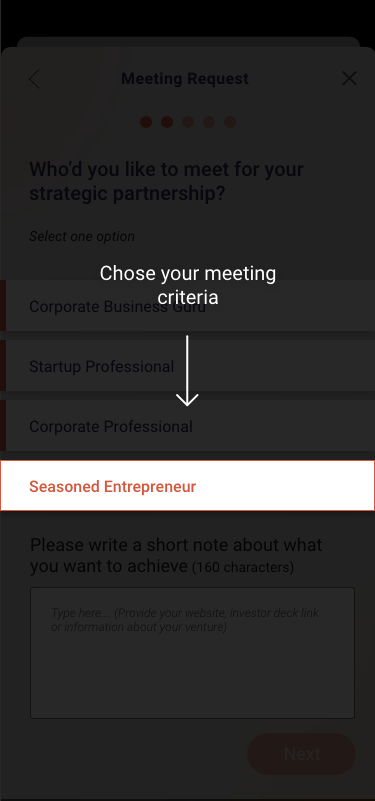 Meeting Request
Who'd you like to meet for your
strategic partnership?
Select one option
Chose your meeting
criteria
Corporate Business Guru
Startup Professional
Corporate Professional
Seasoned Entrepreneur
Please write a short note about what
you want to achieve (160 characters)
Type here.... (Provide your website, investor deck link
or information about your venture)
Next